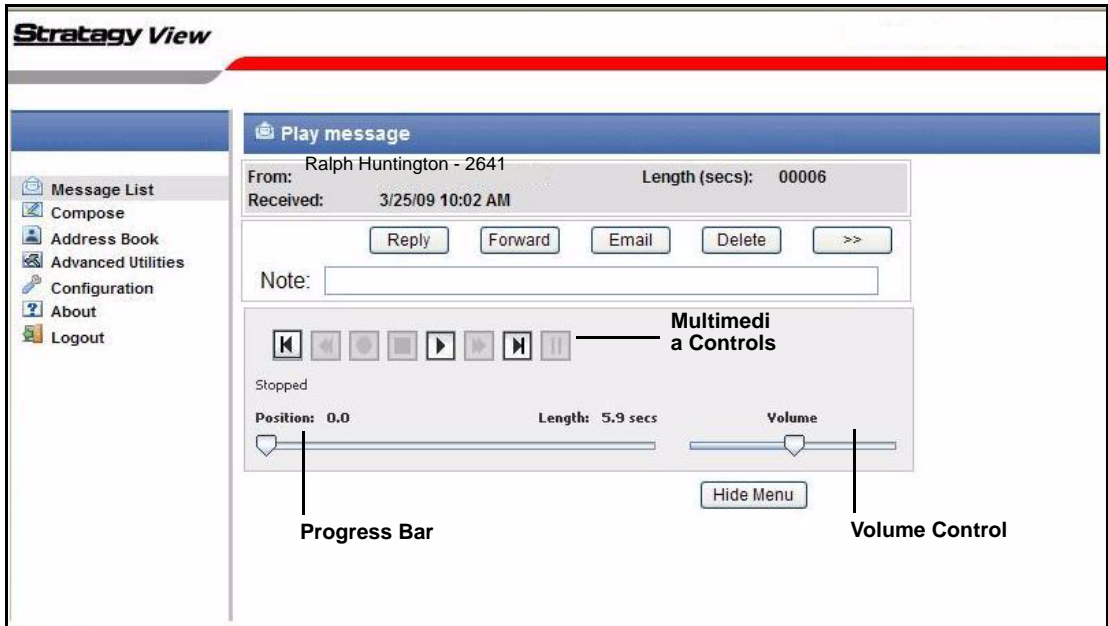 Stratagy View
Play message
From: Ralph Huntington - 2641 Length (secs): 00006
Received: 3/25/09 10:02 AM
Message List
Compose
Address Book
Advanced Utilities
Configuration
About
Logout
Reply Forward Email Delete >>
Note:
Multimedi
a Controls
Stopped
Position: 0.0 Length: 5.9 secs Volume
Hide Menu
Progress Bar
Volume Control